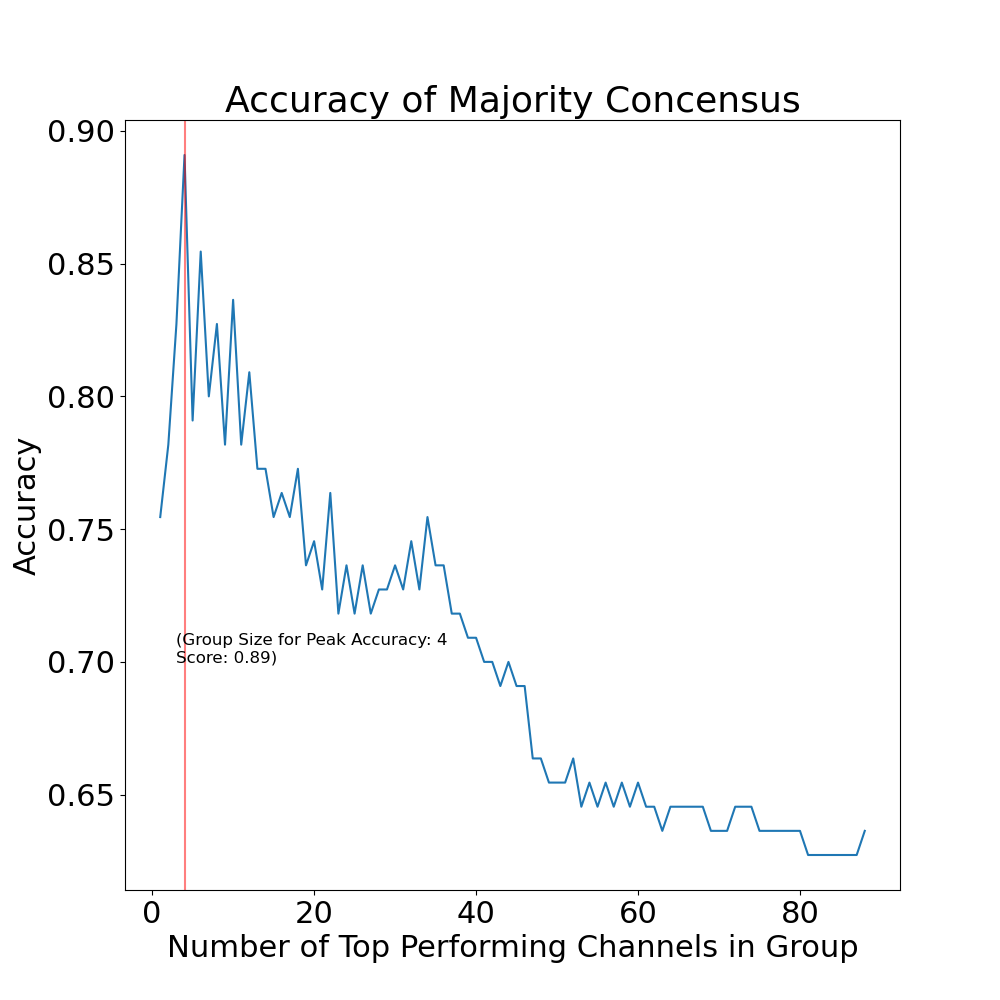 Accuracy of Majority Concensus
0.90
0.85
0.80
0.75
0.70
0.65
Accuracy
(Group Size for Peak Accuracy: 4
Score: 0.89)
0 20 40 60 80
Number of Top Performing Channels in Group